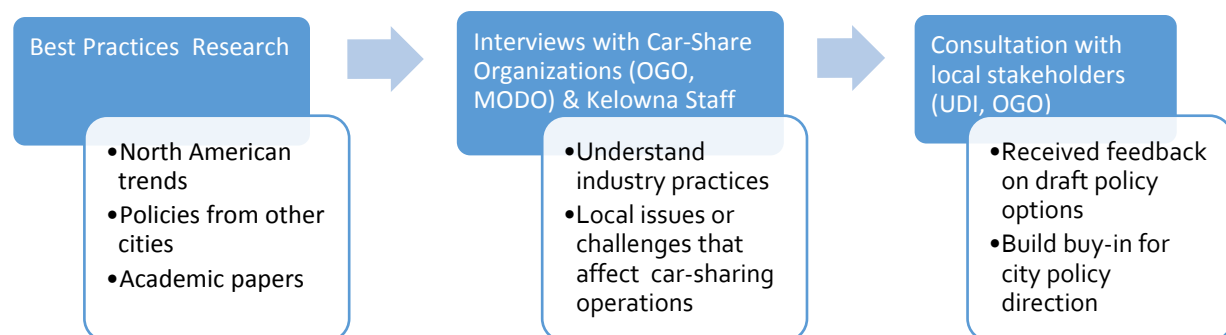 Best Practices  Research
•North American
trends
•Policies from other
cities
•Academic papers
Interviews with Car-Share
Organizations (OGO,
MODO) & Kelowna Staff
•Understand
industry practices
•Local issues or
challenges that
affect  car-sharing
operations
Consultation with
local stakeholders
(UDI, OGO)
•Received feedback
on draft policy
options
•Build buy-in for
city policy
direction